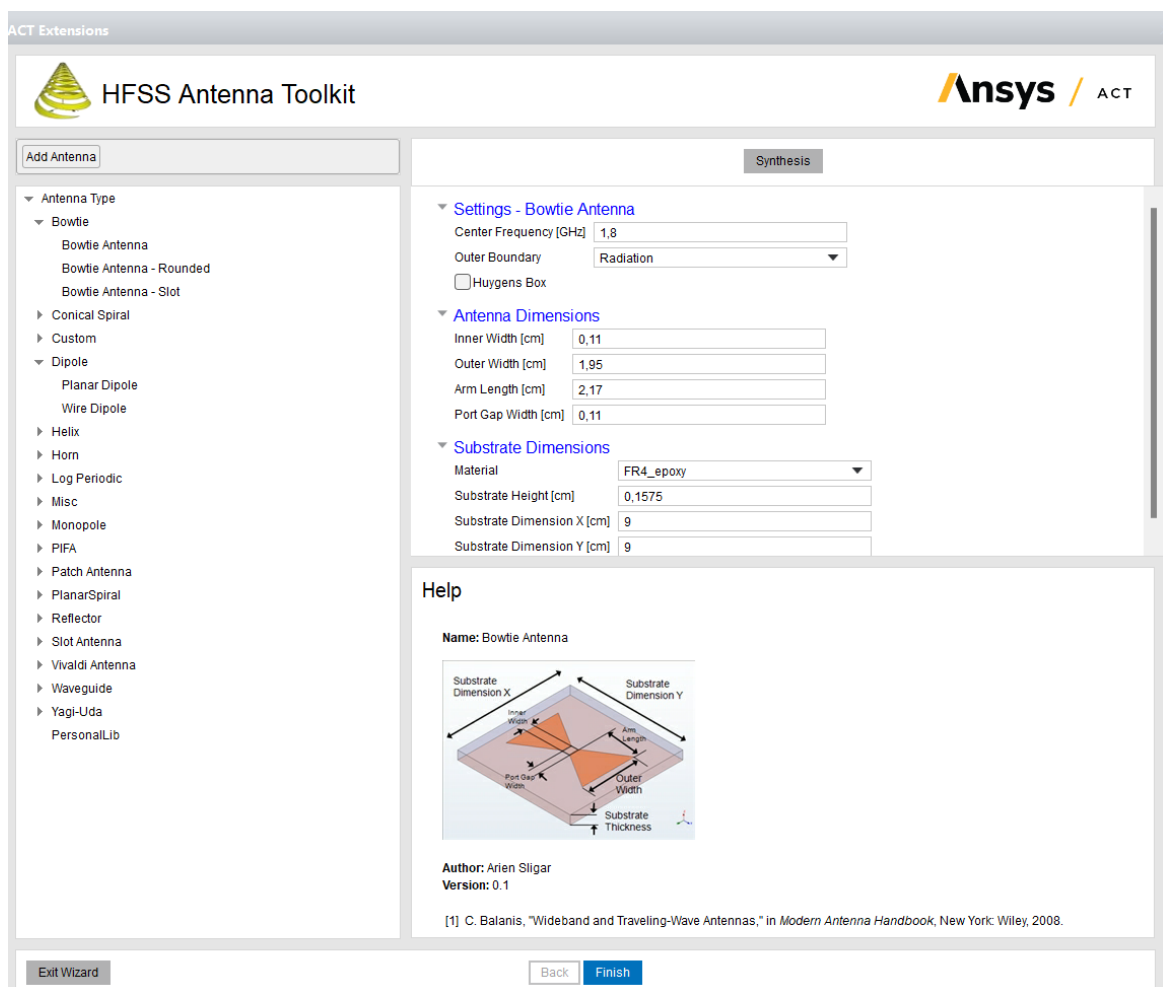 ACT Extensions
HFSS Antenna Toolkit
Ansys / ACT
Add Antenna
Synthesis
Antenna Type
Bowtie
Bowtie Antenna
Bowtie Antenna - Rounded
Bowtie Antenna - Slot
Conical Spiral
Custom
Dipole
Planar Dipole
Wire Dipole
Helix
Horn
Log Periodic
Misc
Monopole
PIFA
Patch Antenna
PlanarSpiral
Reflector
Slot Antenna
Vivaldi Antenna
Waveguide
Yagi-Uda
PersonalLib
Settings - Bowtie Antenna
Center Frequency [GHz] 1,8
Outer Boundary Radiation
Huygens Box
Antenna Dimensions
Inner Width [cm] 0,11
Outer Width [cm] 1,95
Arm Length [cm] 2,17
Port Gap Width [cm] 0,11
Substrate Dimensions
Material FR4_epoxy
Substrate Height [cm] 0,1575
Substrate Dimension X [cm] 9
Substrate Dimension Y [cm] 9
Help
Name: Bowtie Antenna
Substrate
Dimension X
Substrate
Dimension Y
Inner
Width
Arm
Length
Port Gap
Width
Outer
Width
Substrate
Thickness
Author: Arien Sligar
Version: 0.1
[1] C. Balanis, "Wideband and Traveling-Wave Antennas," in Modern Antenna Handbook, New York: Wiley, 2008.
Exit Wizard
Back
Finish